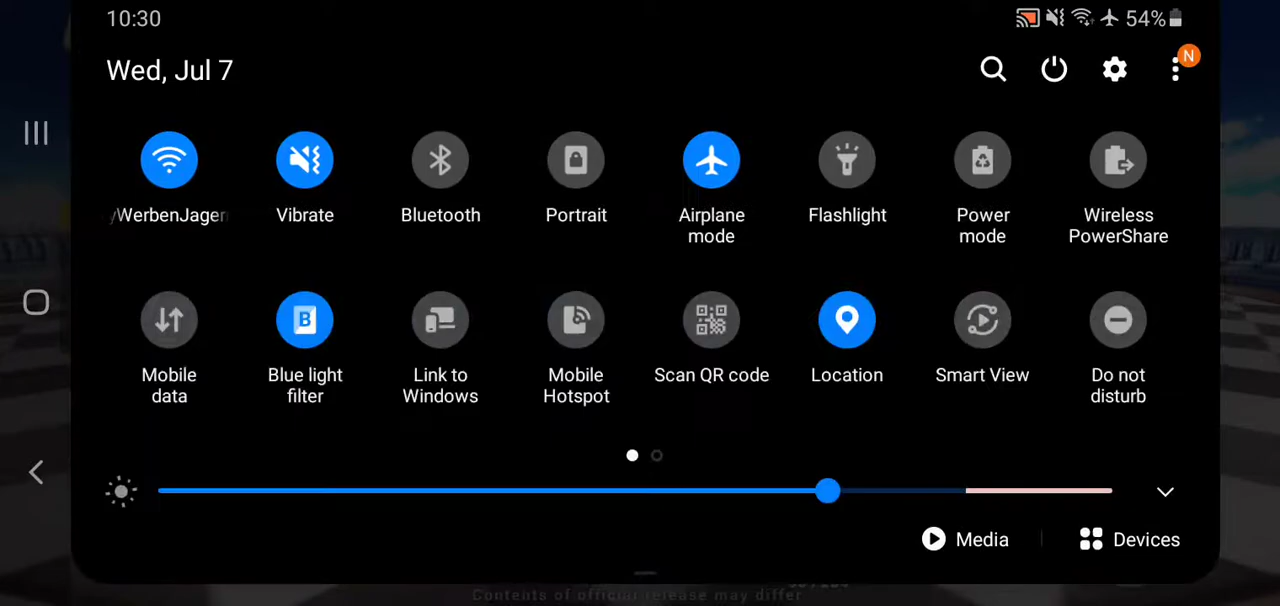 10:30
54%
Wed, Jul 7
N
WerbenJager
Vibrate
Bluetooth
Portrait
Airplane
mode
Flashlight
Power
mode
Wireless
PowerShare
Mobile
data
B
Blue light
filter
Link to
Windows
Mobile
Hotspot
Scan QR code
Location
Smart View
Do not
disturb
Media
Devices
Contents of official release may differ